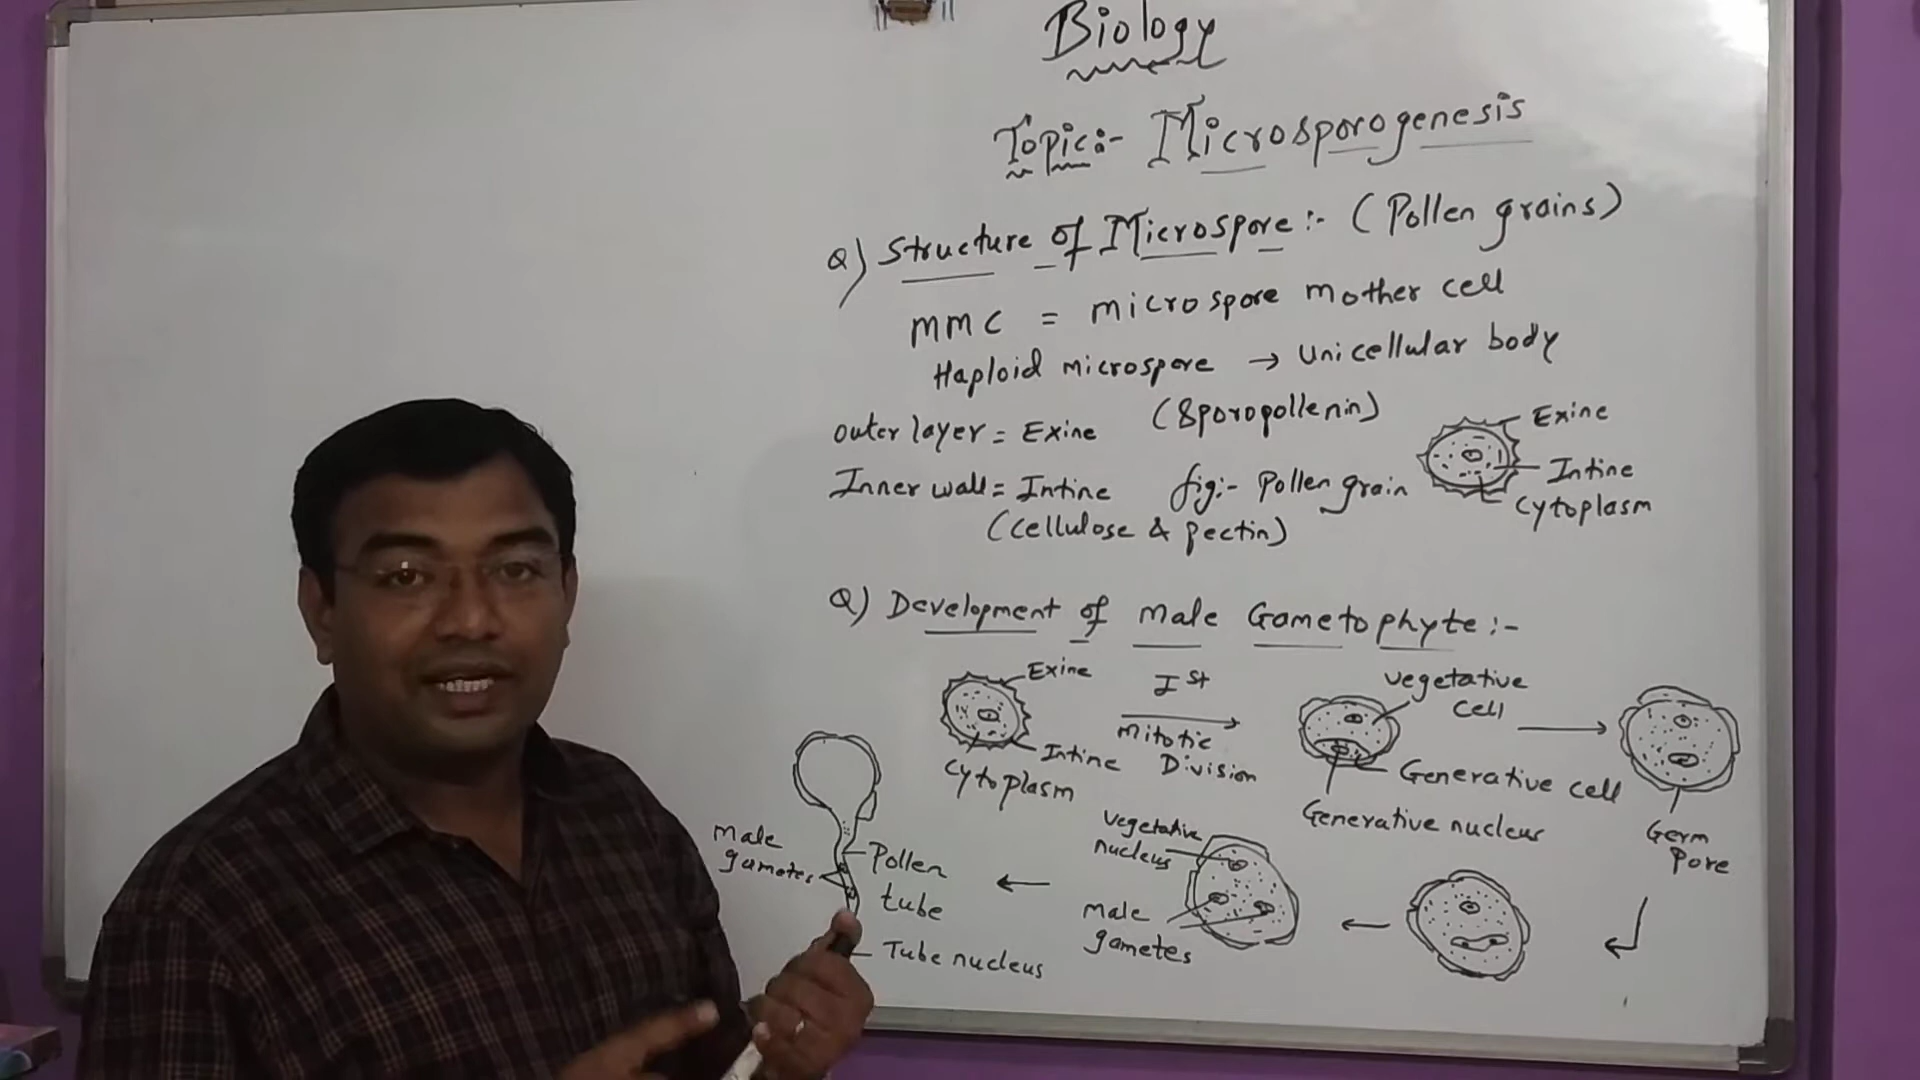 Biology
Topic:- Microsporogenesis
Q) Structure of Microspore:- (Pollen grains)
MMC = microspore mother cell
Haploid microspore → Unicellular body
outer layer = Exine (Sporopollenin)
Inner wall = Intine
(cellulose & pectin)
fig:- Pollen grain
Exine
Intine
Cytoplasm
Q) Development of male Gametophyte:-
Exine
Intine
Cytoplasm
Ist
Mitotic
Division
vegetative
cell
Generative cell
Generative nucleus
Germ
Pore
vegetative
nucleus
Male
gametes
Male
gametes
Pollen
tube
Tube nucleus